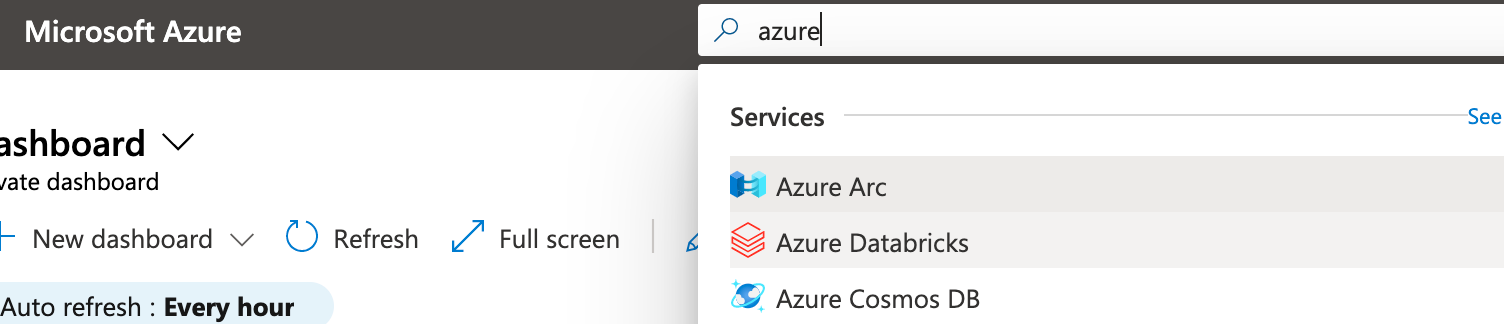 Microsoft Azure
azure
Services
See
Azure Arc
Azure Databricks
Azure Cosmos DB
ashboard
vate dashboard
New dashboard
Refresh
Full screen
Auto refresh : Every hour